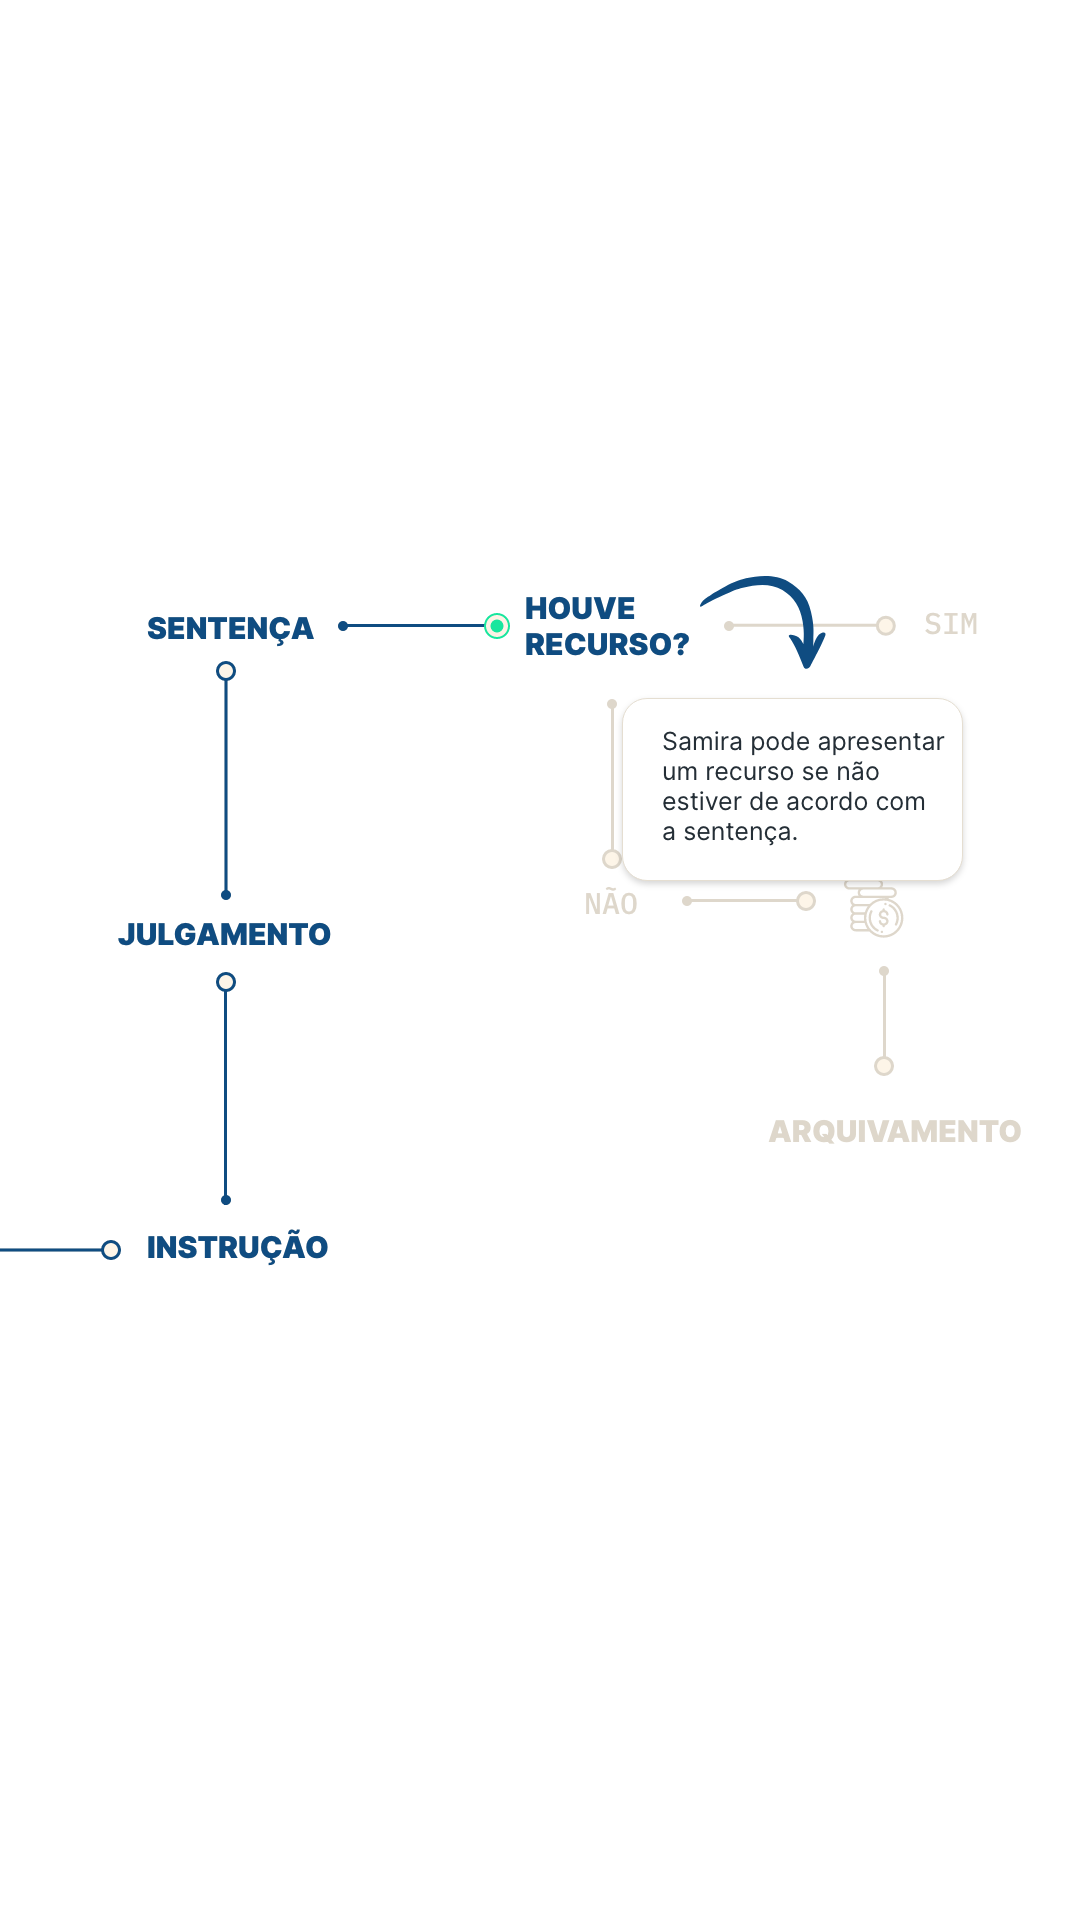 SENTENÇA
HOUVE
RECURSO?
SIM
Samira pode apresentar
um recurso se não
estiver de acordo com
a sentença.
NÃO
$
JULGAMENTO
ARQUIVAMENTO
INSTRUÇÃO